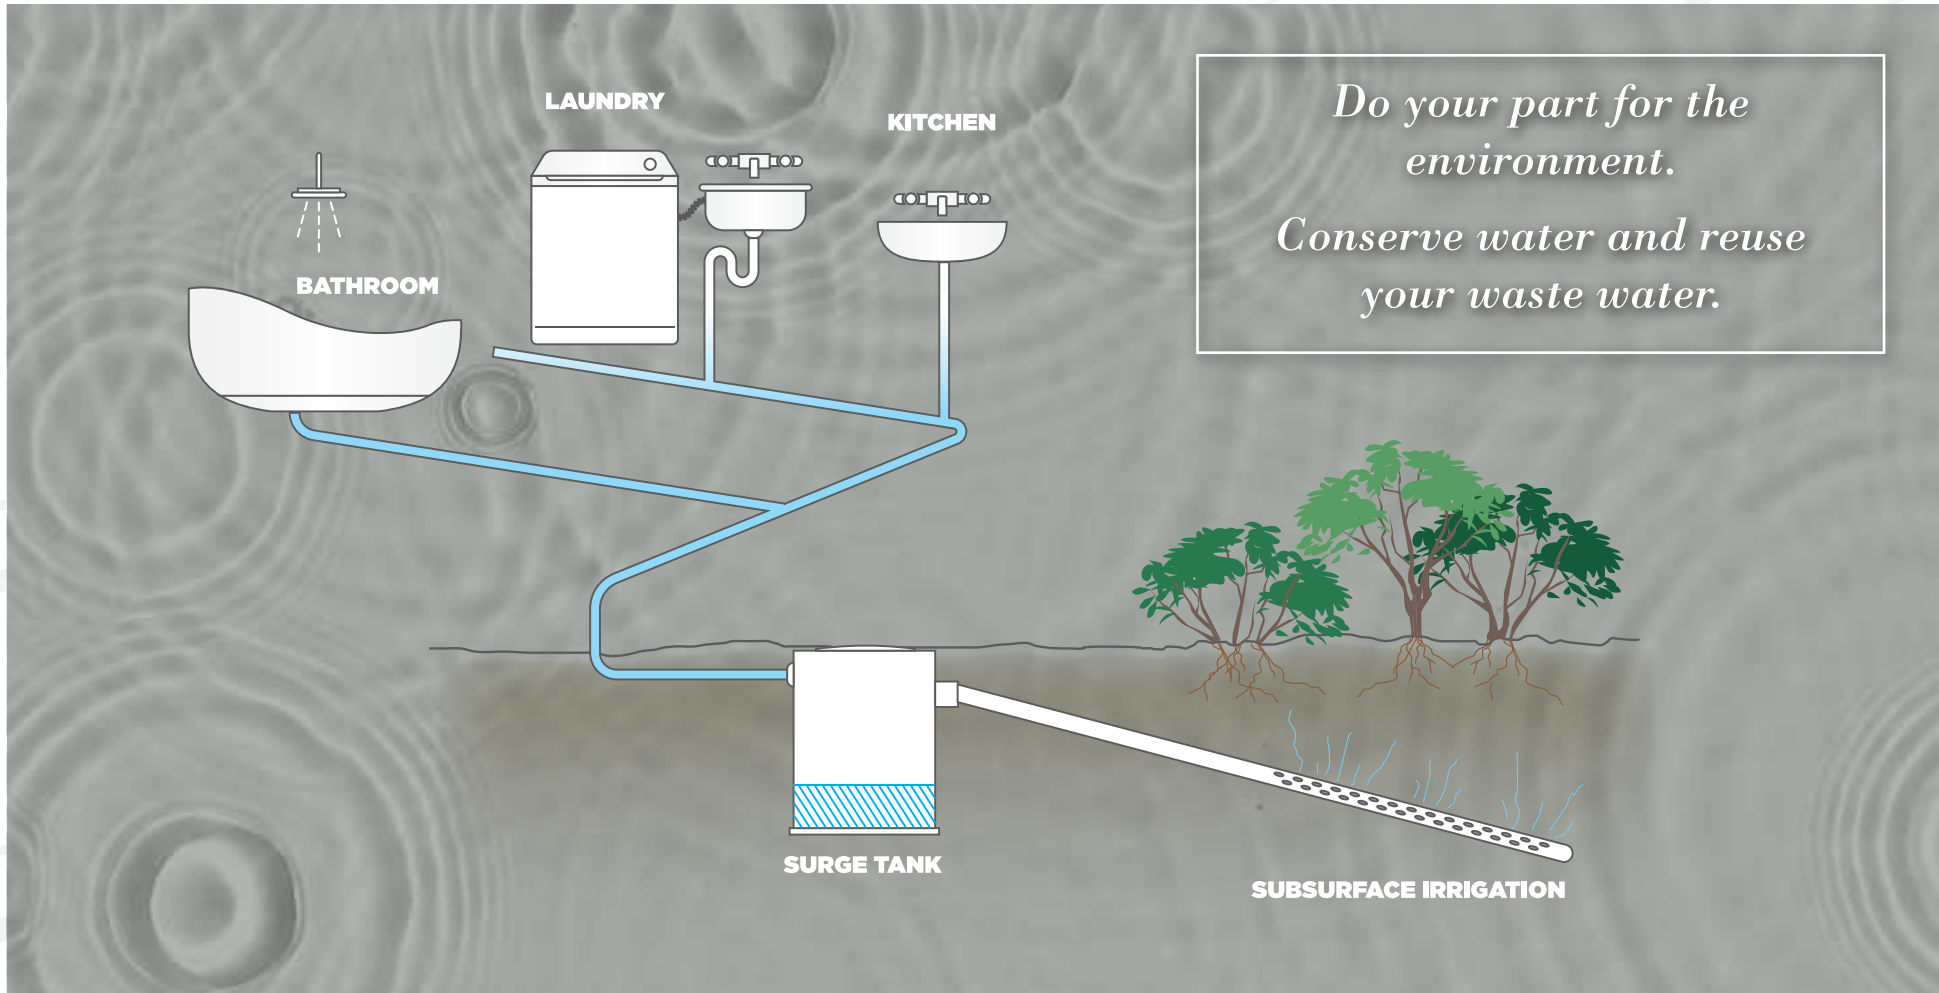 LAUNDRY
KITCHEN
BATHROOM
Do your part for the
environment.
Conserve water and reuse
your waste water.
SURGE TANK
SUBSURFACE IRRIGATION